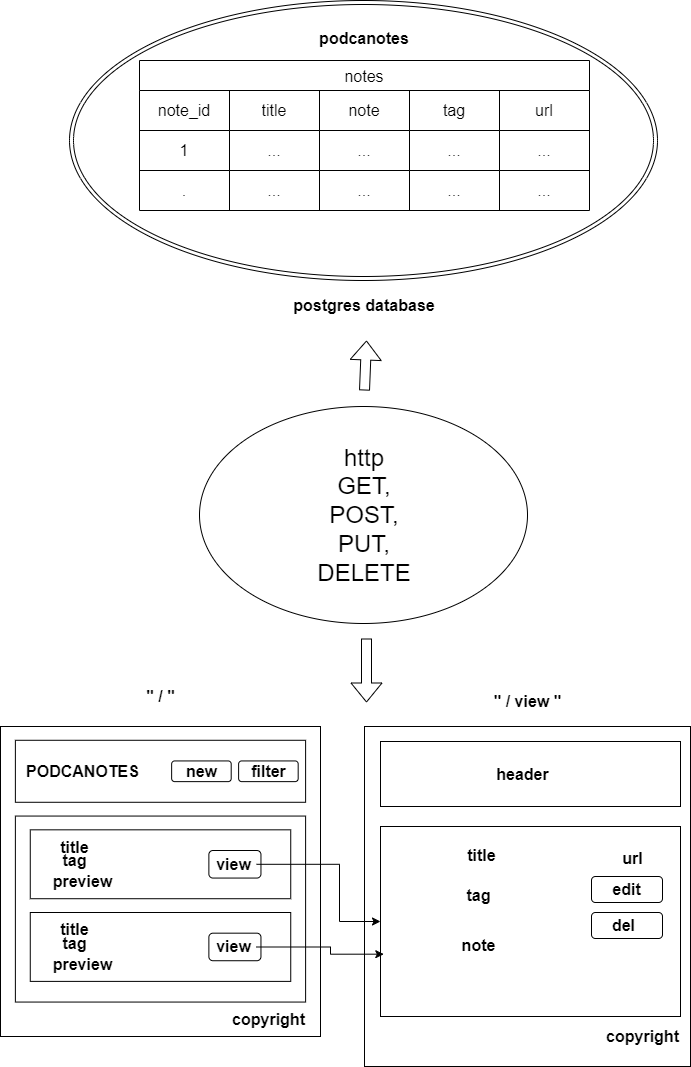 podcanotes
notes
note_id title note tag url
1 ... ... ... ...
. ... ... ... ...
postgres database
http
GET,
POST,
PUT,
DELETE
" / "
PODCANOTES new filter
title
tag
preview
view
title
tag
preview
view
copyright
" / view "
header
title
url
tag
edit
note
del
copyright